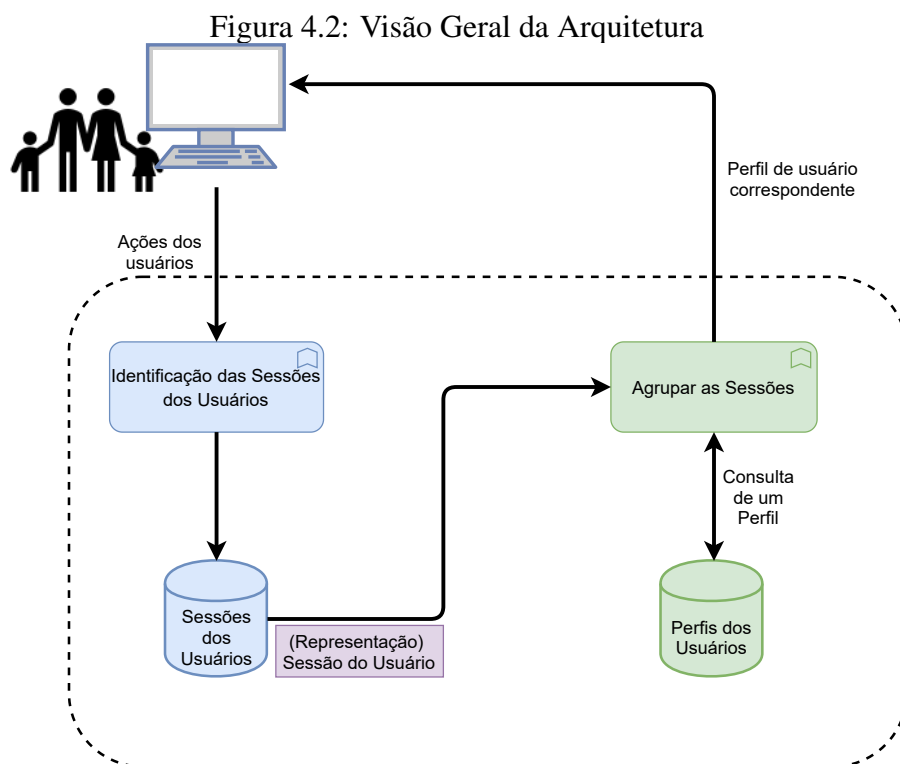 Figura 4.2: Visão Geral da Arquitetura
Perfil de usuário
correspondente
Ações dos
usuários
Identificação das Sessões
dos Usuários
Agrupar as Sessões
Consulta
de um
Perfil
Sessões
dos
Usuários
(Representação)
Sessão do Usuário
Perfis dos
Usuários